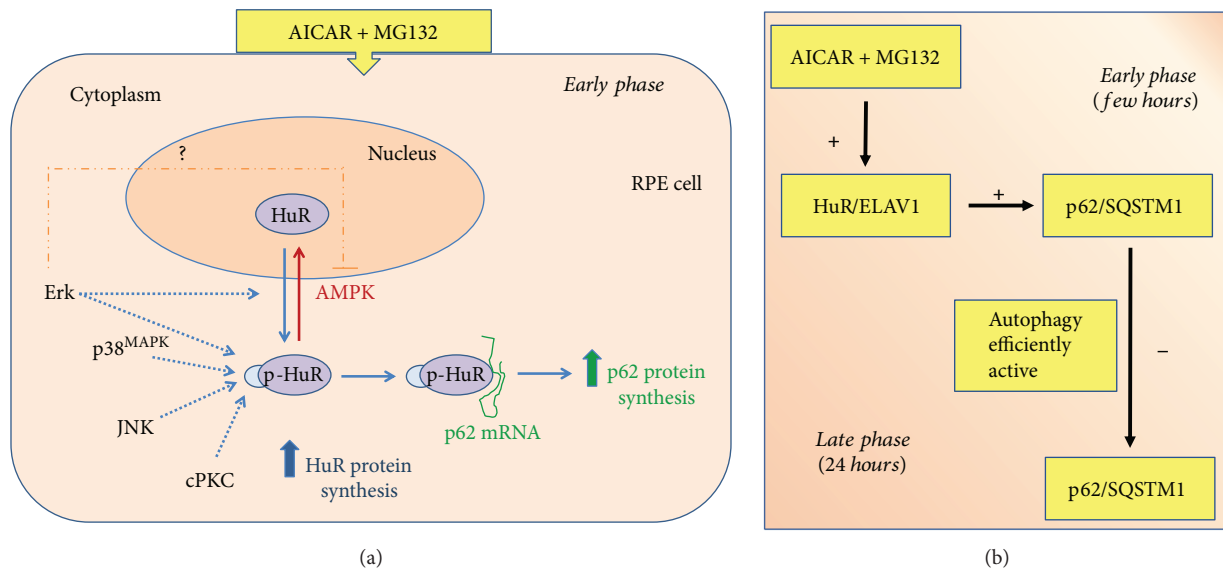 AICAR + MG132
Cytoplasm
Early phase
?
Nucleus
RPE cell
HuR
Erk
AMPK
p38MAPK
p-HuR
p-HuR
p62 protein
synthesis
JNK
p62 mRNA
cPKC
HuR protein
synthesis
(a)
AICAR + MG132
Early phase
(few hours)
+
HuR/ELAV1
+
p62/SQSTM1
Autophagy
efficiently
active
–
Late phase
(24 hours)
p62/SQSTM1
(b)